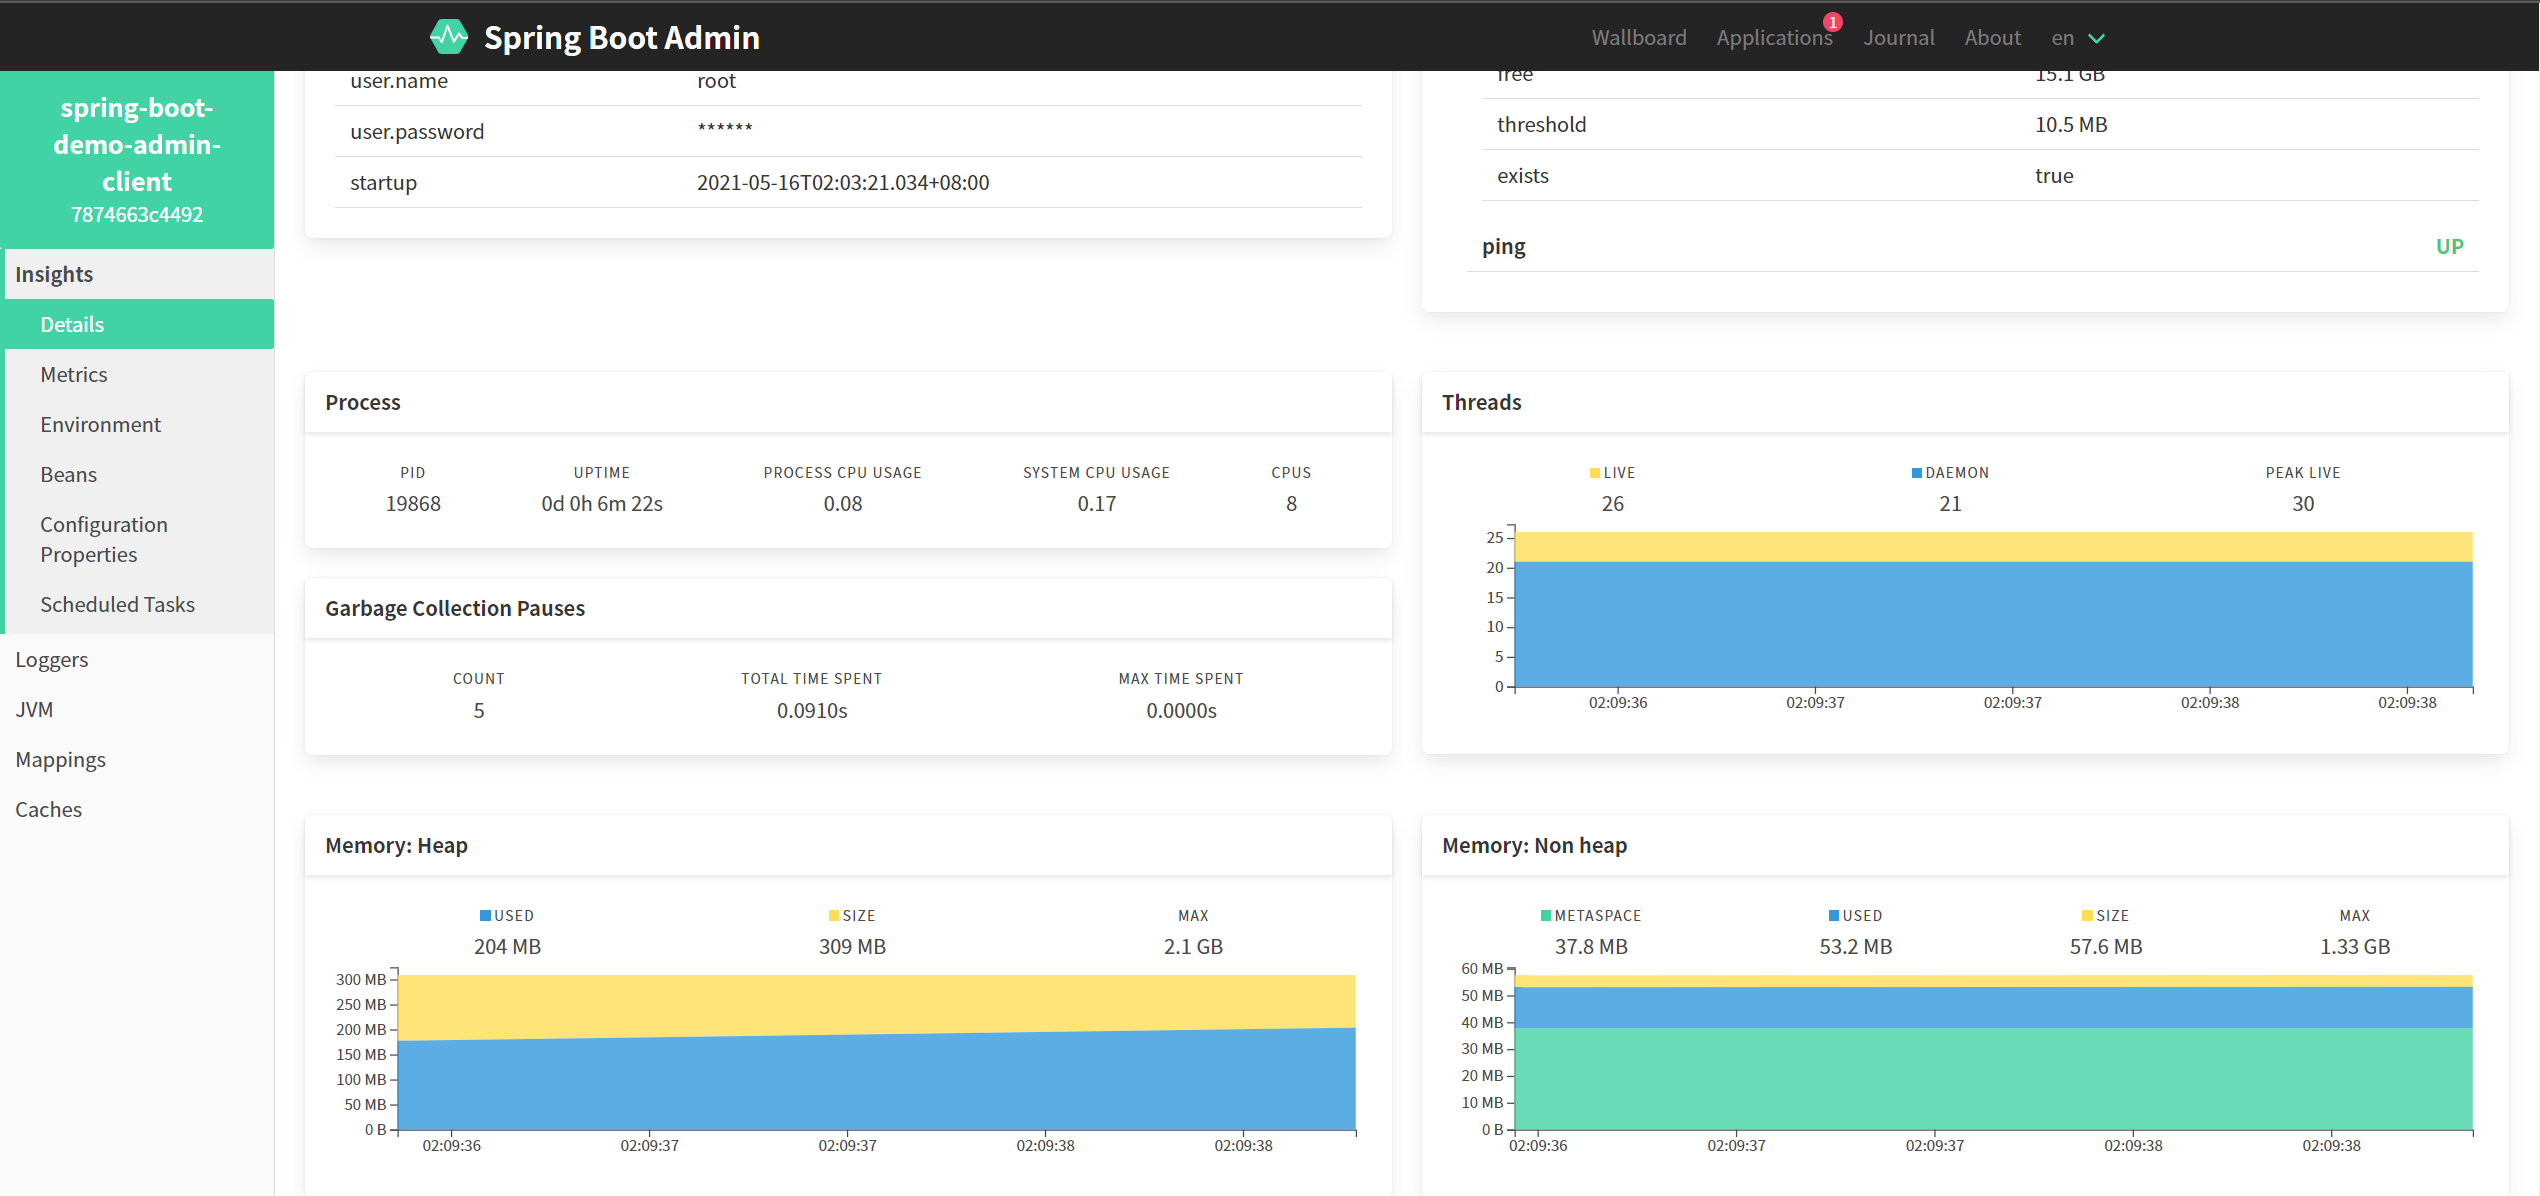 Spring Boot Admin
Wallboard Applications 1 Journal About en
spring-boot-
demo-admin-
client
7874663c4492
Insights
Details
Metrics
Environment
Beans
Configuration
Properties
Scheduled Tasks
Loggers
JVM
Mappings
Caches
user.name root
user.password ******
startup 2021-05-16T02:03:21.034+08:00
free 15.1 GB
threshold 10.5 MB
exists true
ping UP
Process
PID UPTIME PROCESS CPU USAGE SYSTEM CPU USAGE CPUS
19868 0d 0h 6m 22s 0.08 0.17 8
Threads
LIVE DAEMON PEAK LIVE
26 21 30
25
20
15
10
5
0
02:09:36 02:09:37 02:09:37 02:09:38 02:09:38
Garbage Collection Pauses
COUNT TOTAL TIME SPENT MAX TIME SPENT
5 0.0910s 0.0000s
Memory: Heap
USED SIZE MAX
204 MB 309 MB 2.1 GB
300 MB
250 MB
200 MB
150 MB
100 MB
50 MB
0 B
02:09:36 02:09:37 02:09:37 02:09:38 02:09:38
Memory: Non heap
METASPACE USED SIZE MAX
37.8 MB 53.2 MB 57.6 MB 1.33 GB
60 MB
50 MB
40 MB
30 MB
20 MB
10 MB
0 B
02:09:36 02:09:37 02:09:37 02:09:38 02:09:38